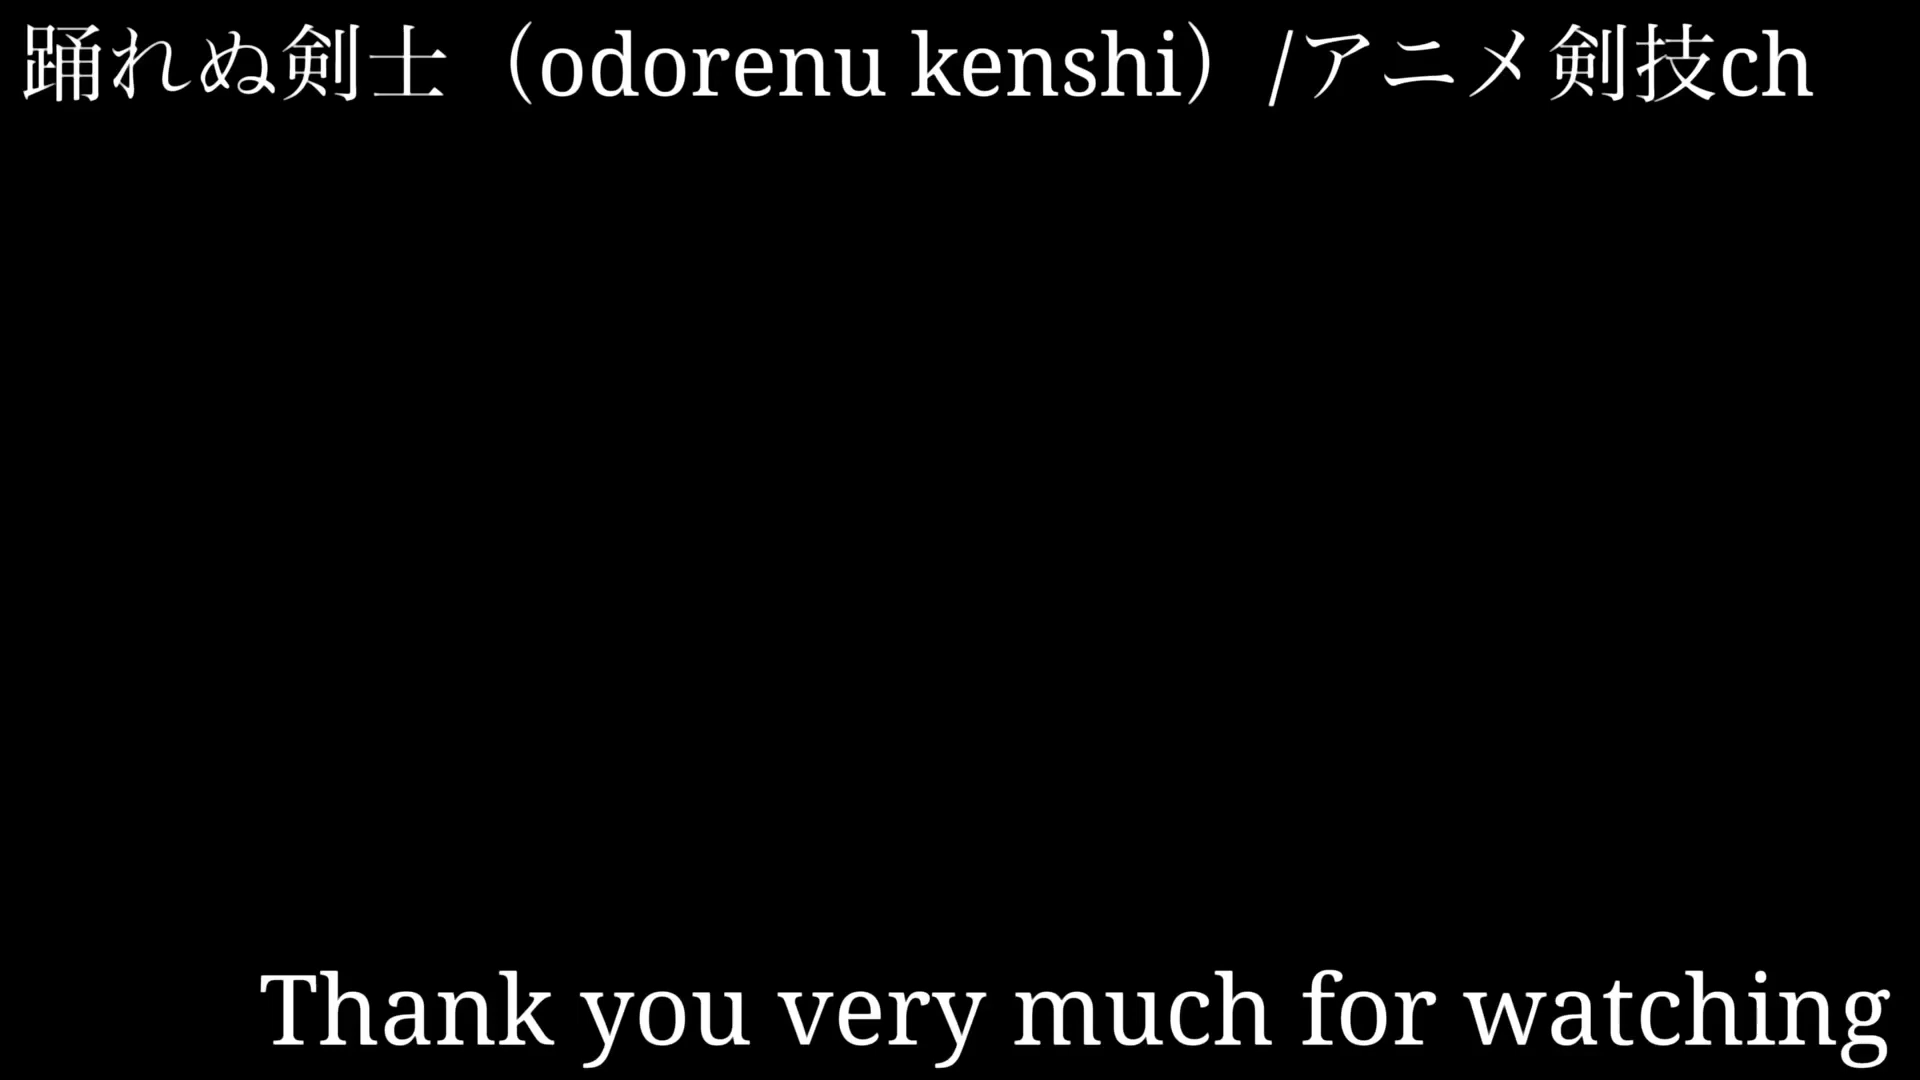 踊れぬ剣士（odorenu kenshi）/アニメ剣技ch
Thank you very much for watching